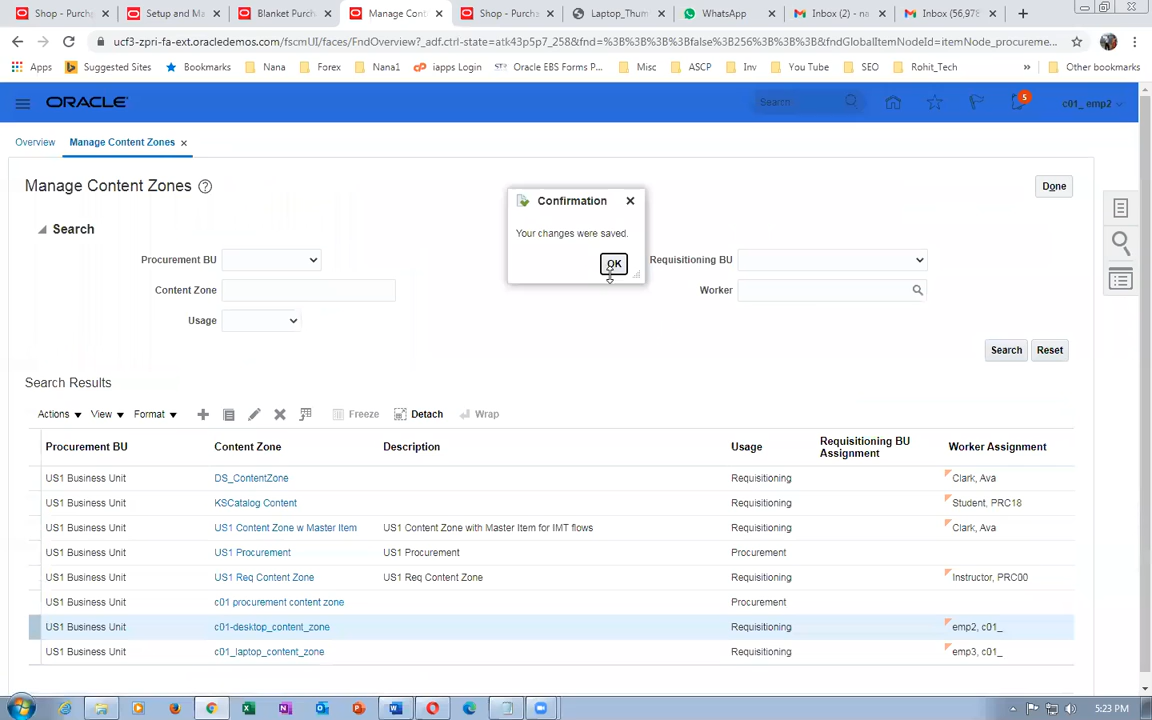 Shop - Purcha
Setup and Ma
Blanket Purch
Manage Conte
Shop - Purcha
Laptop_Thum
WhatsApp
Inbox (2) - na
Inbox (56,978
ucf3-zpri-fa-ext.oracledemos.com/fscmUI/faces/FndOverview?_adf.ctrl-state=atk43p5p7_258&fnd=%3B%3B%3B%3Bfalse%3B256%3B%3B%3B&fndGlobalItemNodeId=itemNode_procureme...
Apps
Suggested Sites
Bookmarks
Nana
Forex
Nana1
iapps Login
Oracle EBS Forms P...
Misc
ASCP
Inv
You Tube
SEO
Rohit_Tech
»
Other bookmarks
ORACLE
Search
5
c01_ emp2
Overview
Manage Content Zones
Manage Content Zones
Done
Confirmation
Your changes were saved.
OK
Search
Procurement BU
Requisitioning BU
Content Zone
Worker
Usage
Search
Reset
Search Results
Actions
View
Format
Freeze
Detach
Wrap
Procurement BU
Content Zone
Description
Usage
Requisitioning BU
Assignment
Worker Assignment
US1 Business Unit DS_ContentZone Requisitioning Clark, Ava
US1 Business Unit KSCatalog Content Requisitioning Student, PRC18
US1 Business Unit US1 Content Zone w Master Item US1 Content Zone with Master Item for IMT flows Requisitioning Clark, Ava
US1 Business Unit US1 Procurement US1 Procurement Procurement
US1 Business Unit US1 Req Content Zone US1 Req Content Zone Requisitioning Instructor, PRC00
US1 Business Unit c01 procurement content zone Procurement
US1 Business Unit c01-desktop_content_zone Requisitioning emp2, c01_
US1 Business Unit c01_laptop_content_zone Requisitioning emp3, c01_
5:23 PM